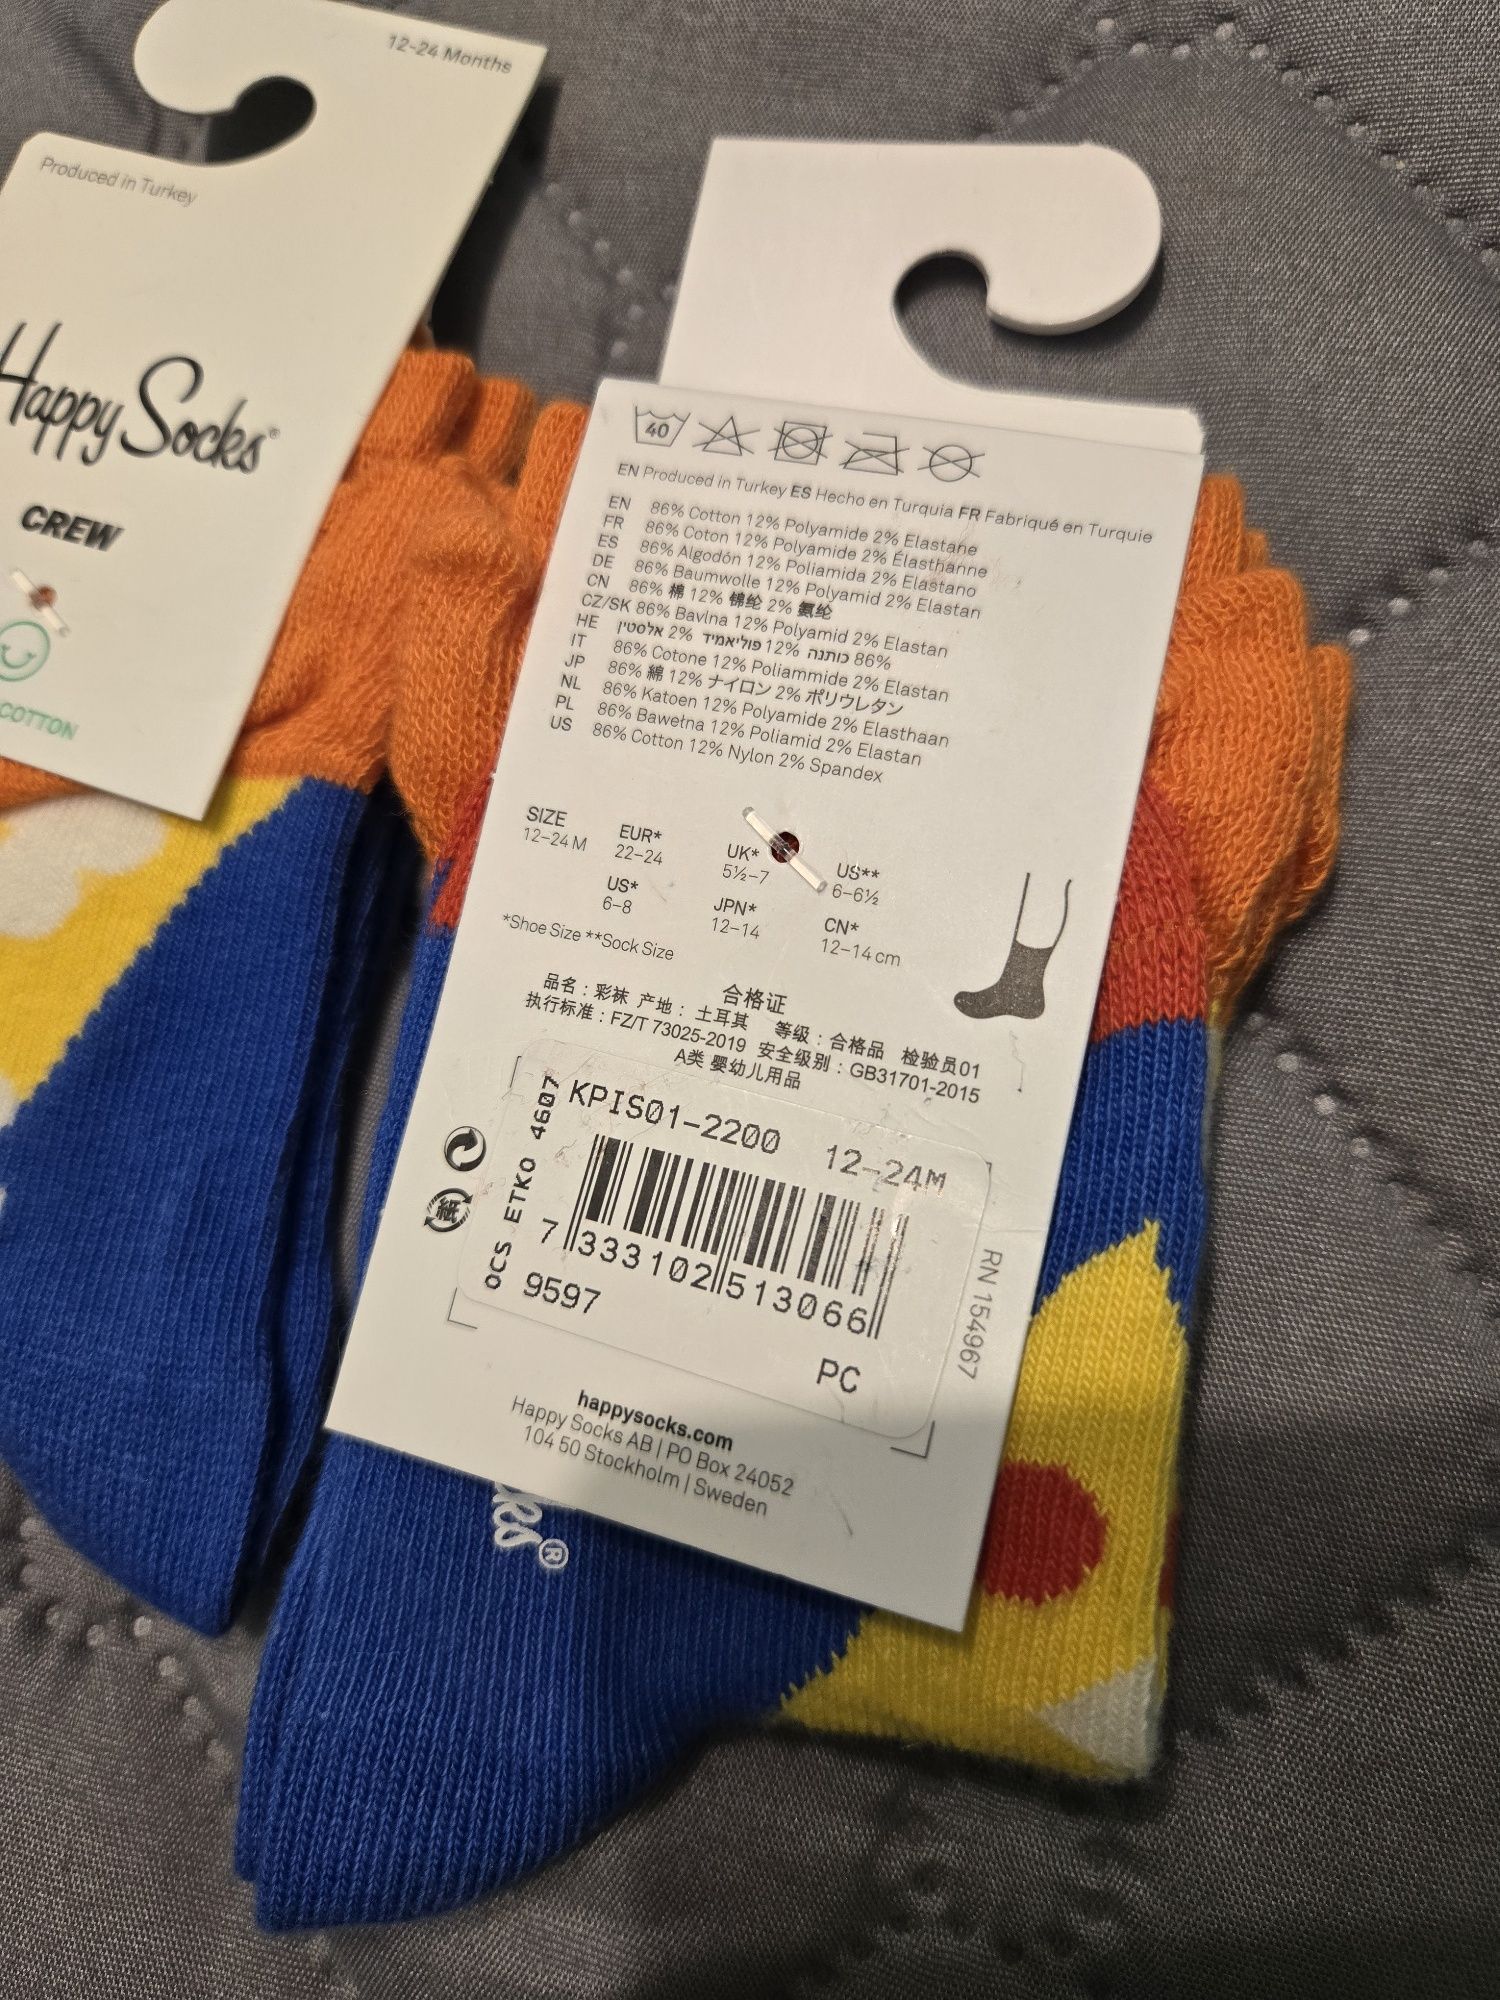 12-24 Months
Produced in Turkey
Happy Socks®
CREW
COTTON
40
EN Produced in Turkey ES Hecho en Turquia FR Fabriqué en Turquie
EN 86% Cotton 12% Polyamide 2% Elastane
FR 86% Coton 12% Polyamide 2% Élasthanne
ES 86% Algodón 12% Poliamida 2% Elastano
DE 86% Baumwolle 12% Polyamid 2% Elastan
CN 86% 棉 12% 锦纶 2% 氨纶
CZ/SK 86% Bavlna 12% Polyamid 2% Elastan
HE 86% כותנה 12% פוליאמיד 2% אלסטין
IT 86% Cotone 12% Poliammide 2% Elastan
JP 86% 綿 12% ナイロン 2% ポリウレタン
NL 86% Katoen 12% Polyamide 2% Elasthaan
PL 86% Bawełna 12% Poliamid 2% Elastan
US 86% Cotton 12% Nylon 2% Spandex
SIZE EUR* UK* US**
12-24 M 22-24 5½-7 6-6½
US* JPN* CN*
6-8 12-14 12-14 cm
*Shoe Size **Sock Size
合格证
品名：彩袜 产地：土耳其 等级：合格品 检验员01
执行标准：FZ/T 73025-2019 安全级别：GB31701-2015
A类 婴幼儿用品
KPIS01-2200 12-24M
OCS ETKO 4607
7 333102 513066
9597
PC
RN 154967
紙
happysocks.com
Happy Socks AB | PO Box 24052
104 50 Stockholm | Sweden
®